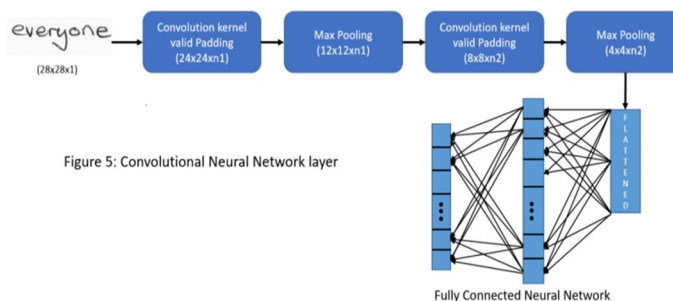 everyone
(28x28x1)
Convolution kernel
valid Padding
(24x24xn1)
Max Pooling
(12x12xn1)
Convolution kernel
valid Padding
(8x8xn2)
Max Pooling
(4x4xn2)
FLATTENED
Figure 5: Convolutional Neural Network layer
Fully Connected Neural Network